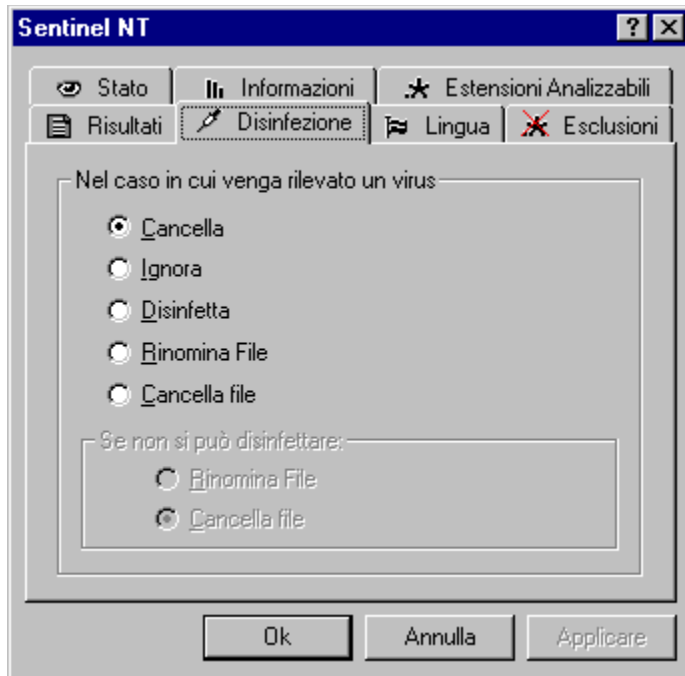 Sentinel NT
Stato Informazioni Estensioni Analizzabili
Risultati Disinfezione Lingua Esclusioni
Nel caso in cui venga rilevato un virus
Cancella
Ignora
Disinfetta
Rinomina File
Cancella file
Se non si può disinfettare:
Rinomina File
Cancella file
Ok Annulla Applicare